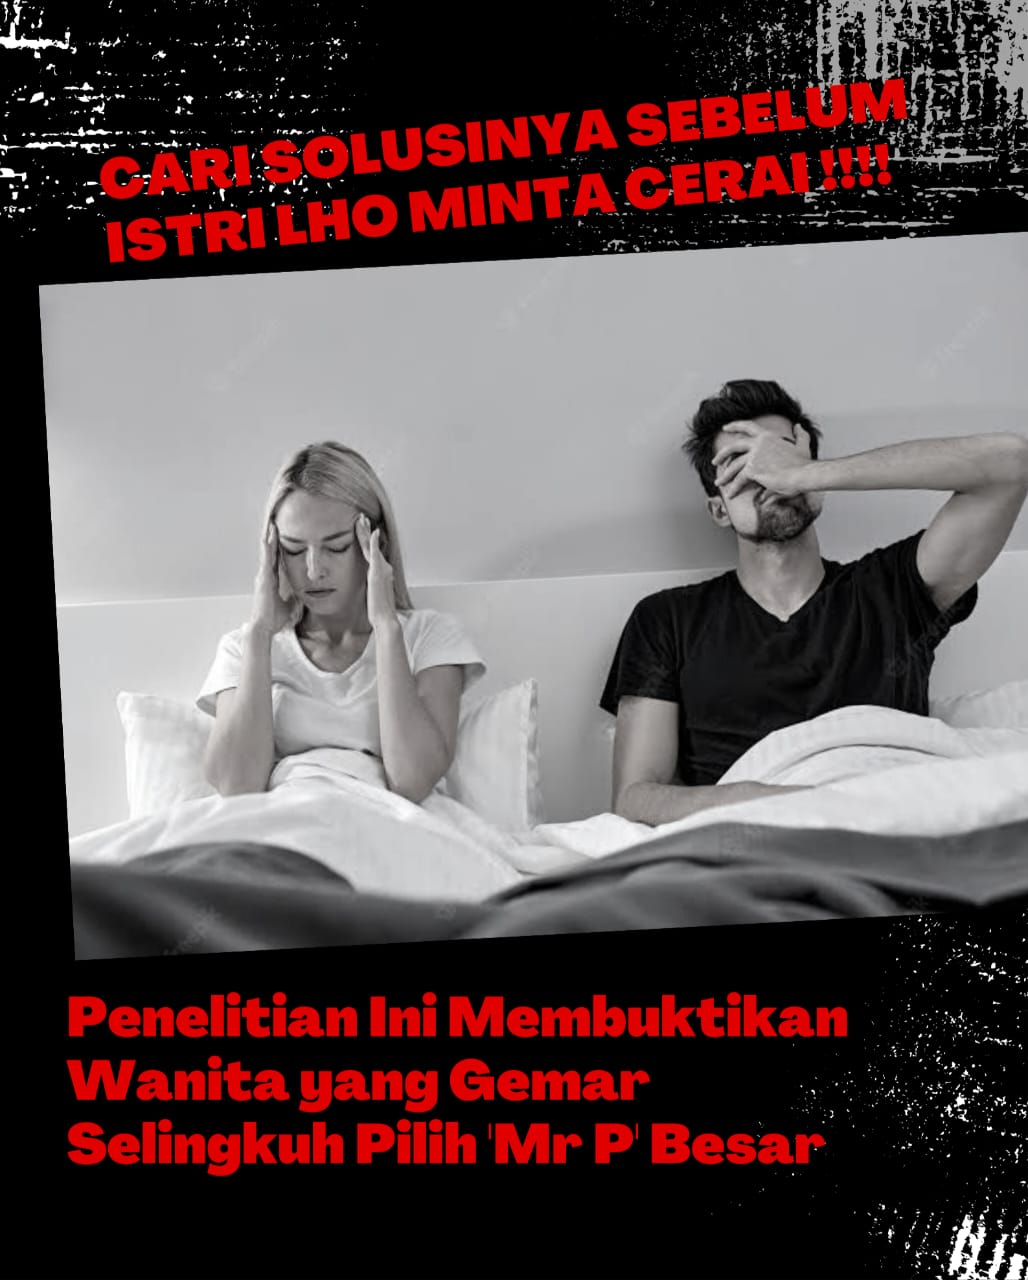 CARI SOLUSINYA SEBELUM
ISTRI LHO MINTA CERAI !!!!
Penelitian Ini Membuktikan
Wanita yang Gemar
Selingkuh Pilih 'Mr P' Besar